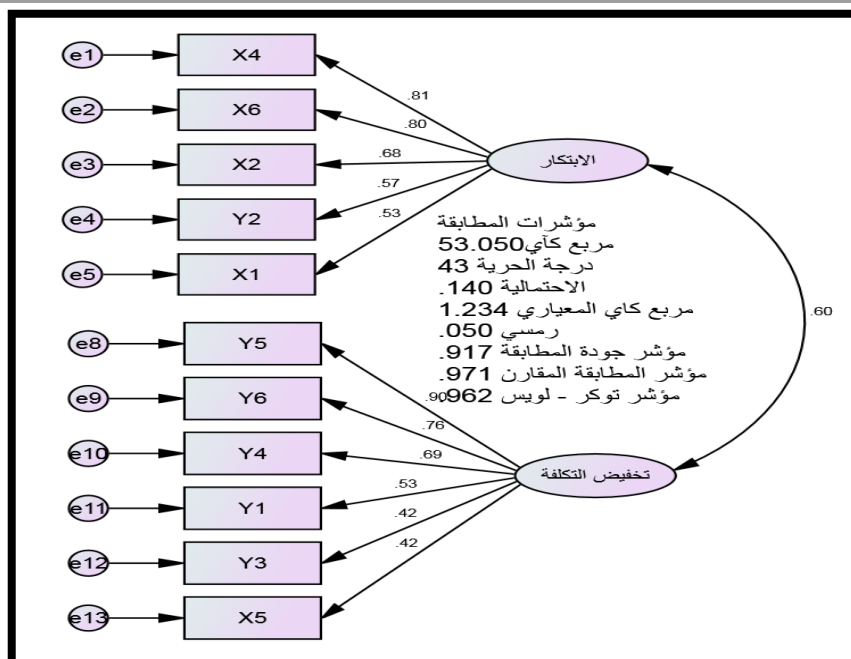 e1
X4
.81
e2
X6
.80
e3
X2
.68
الابتكار
e4
Y2
.57
e5
X1
.53
مؤشرات المطابقة
مربع كآي53.050
درجة الحرية 43
الاحتمالية 140.
مربع كاي المعياري 1.234
رمسي 050.
مؤشر جودة المطابقة 917.
مؤشر المطابقة المقارن 971.
مؤشر توكر - لويس 962.
.60
e8
Y5
.90
e9
Y6
.76
e10
Y4
.69
تخفيض التكلفة
e11
Y1
.53
e12
Y3
.42
e13
X5
.42